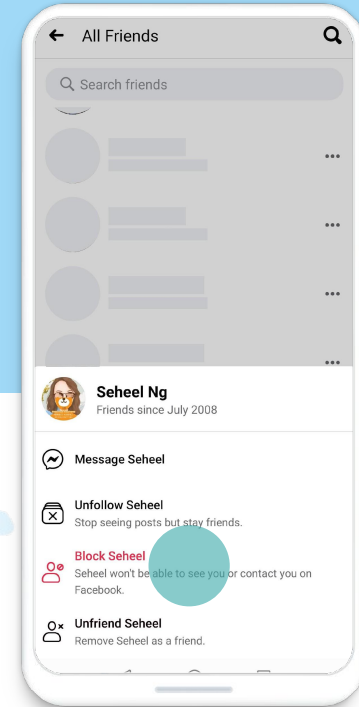 All Friends
Search friends
Seheel Ng
Friends since July 2008
Message Seheel
Unfollow Seheel
Stop seeing posts but stay friends.
Block Seheel
Seheel won't be able to see you or contact you on
Facebook.
Unfriend Seheel
Remove Seheel as a friend.